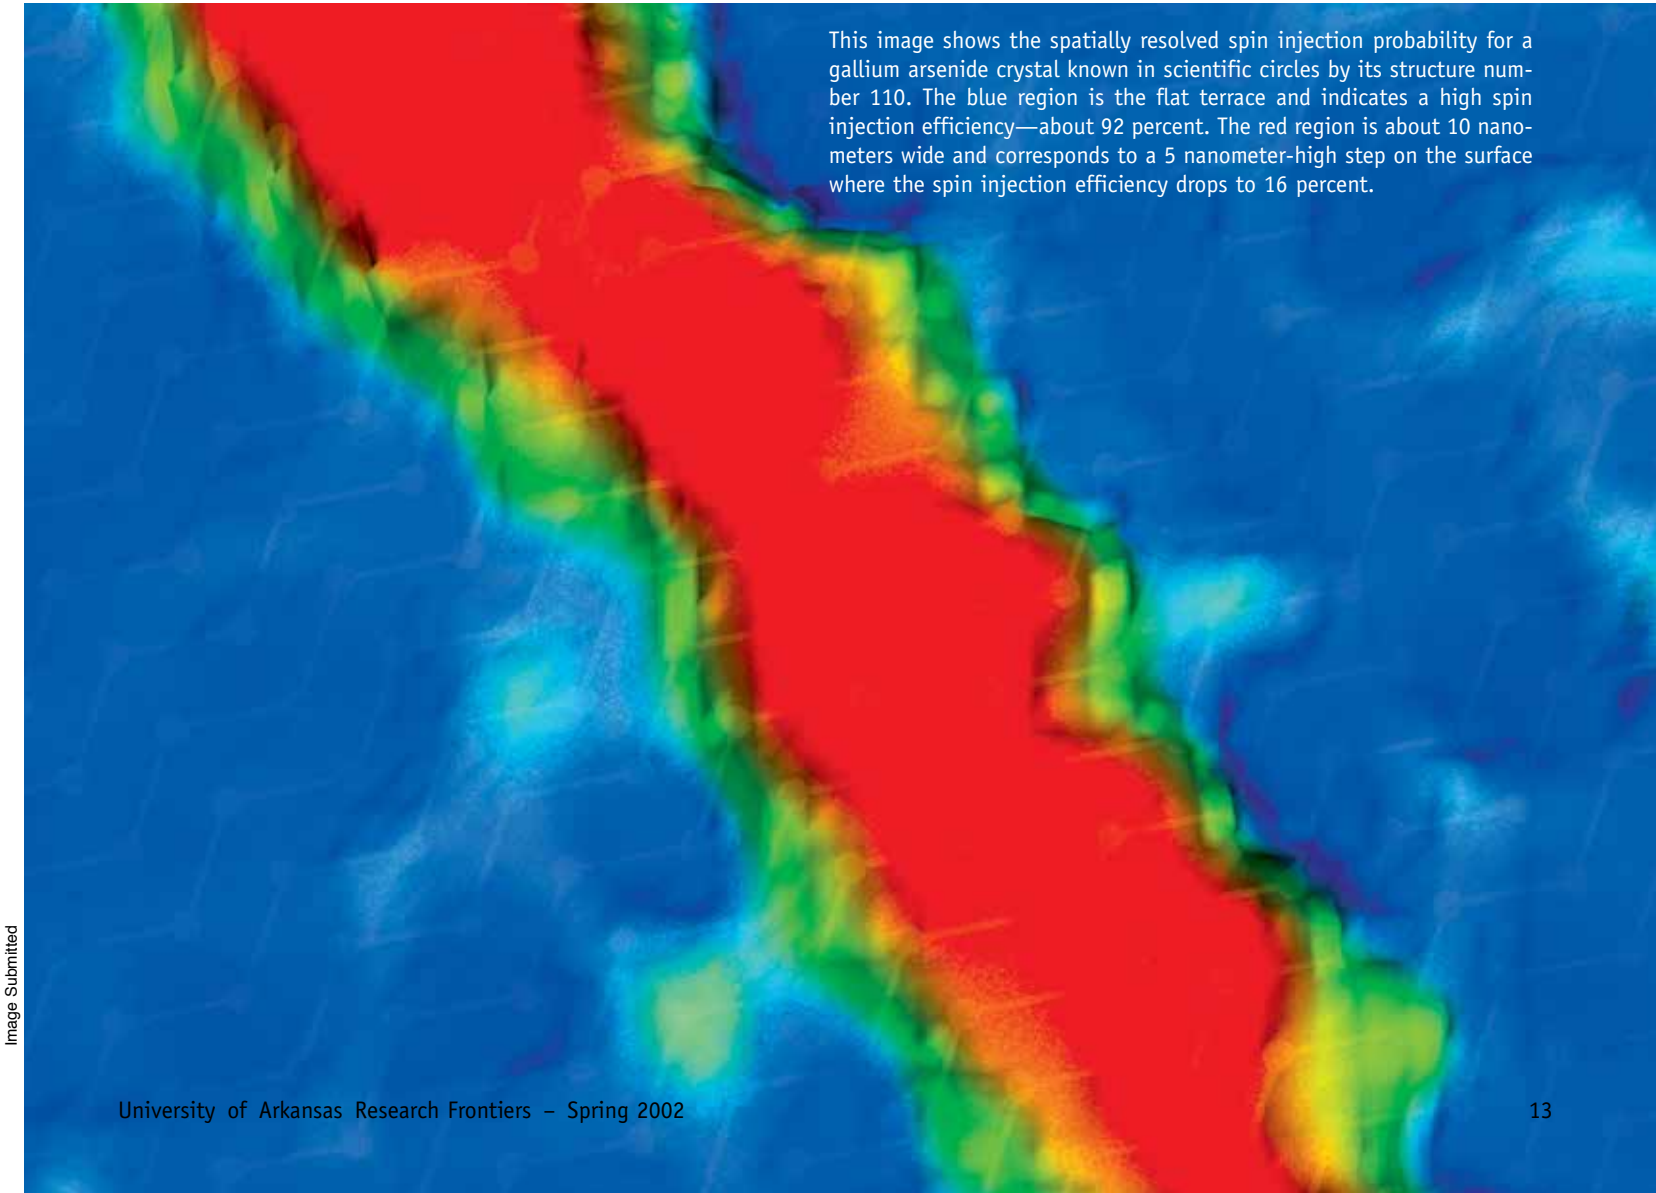 This image shows the spatially resolved spin injection probability for a
gallium arsenide crystal known in scientific circles by its structure num-
ber 110. The blue region is the flat terrace and indicates a high spin
injection efficiency—about 92 percent. The red region is about 10 nano-
meters wide and corresponds to a 5 nanometer-high step on the surface
where the spin injection efficiency drops to 16 percent.
Image Submitted
University of Arkansas Research Frontiers – Spring 2002
13